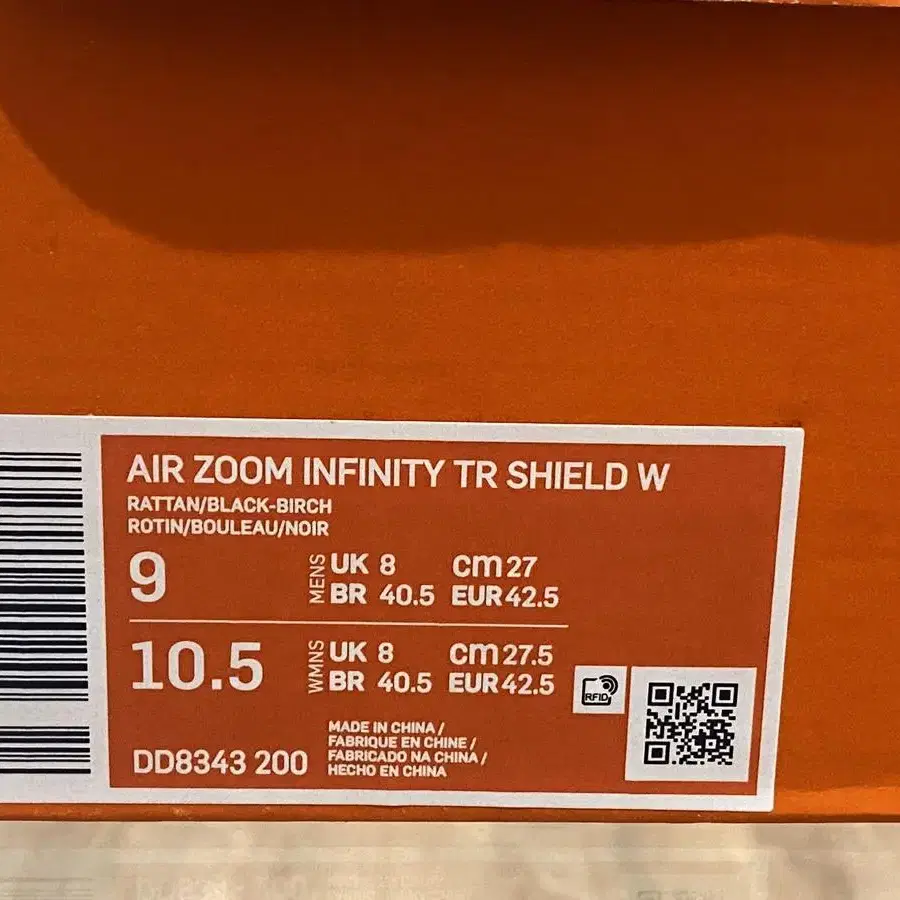 AIR ZOOM INFINITY TR SHIELD W
RATTAN/BLACK-BIRCH
ROTIN/BOULEAU/NOIR
9 MENS UK 8 cm 27
BR 40.5 EUR 42.5
10.5 WMNS UK 8 cm 27.5
BR 40.5 EUR 42.5
RFID
MADE IN CHINA /
FABRIQUE EN CHINE /
FABRICADO NA CHINA /
HECHO EN CHINA
DD8343 200